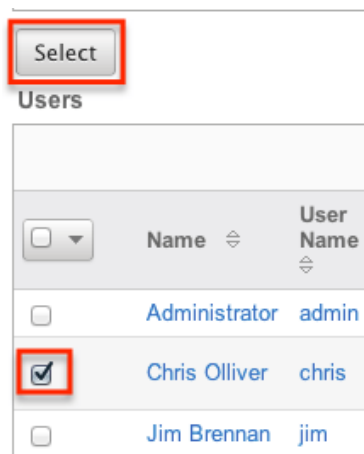 Select
Users
Name User Name
Administrator admin
Chris Olliver chris
Jim Brennan jim